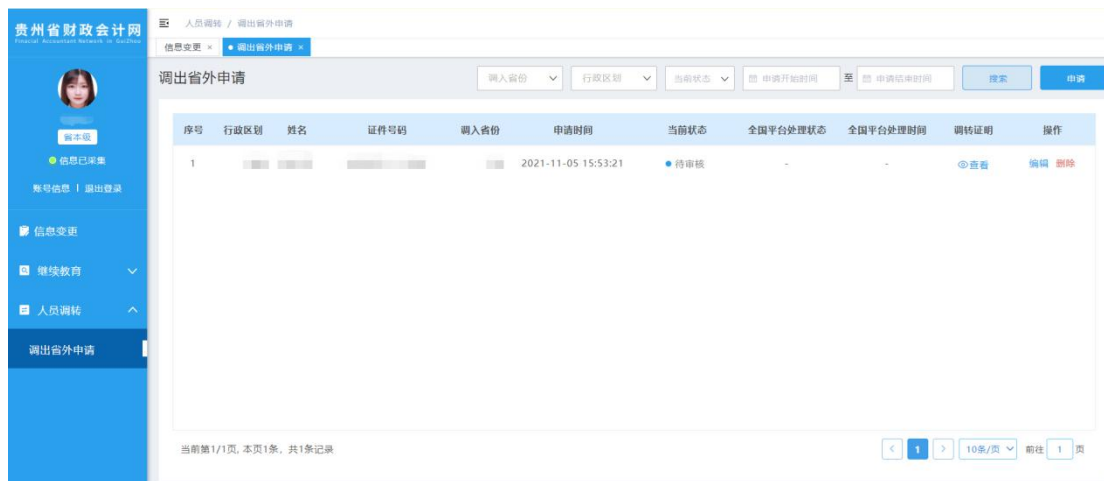 贵州省财政会计网
人员调转 / 调出省外申请
信息变更 ×
调出省外申请 ×
省本级
信息已采集
账号信息 | 退出登录
信息变更
继续教育
人员调转
调出省外申请
调出省外申请
调入省份
行政区划
当前状态
申请开始时间
至
申请结束时间
搜索
申请
序号 行政区划 姓名 证件号码 调入省份 申请时间 当前状态 全国平台处理状态 全国平台处理时间 调转证明 操作
1 2021-11-05 15:53:21 待审核 - - 查看 编辑 删除
当前第1/1页, 本页1条, 共1条记录
< 1 > 10条/页 前往 1 页